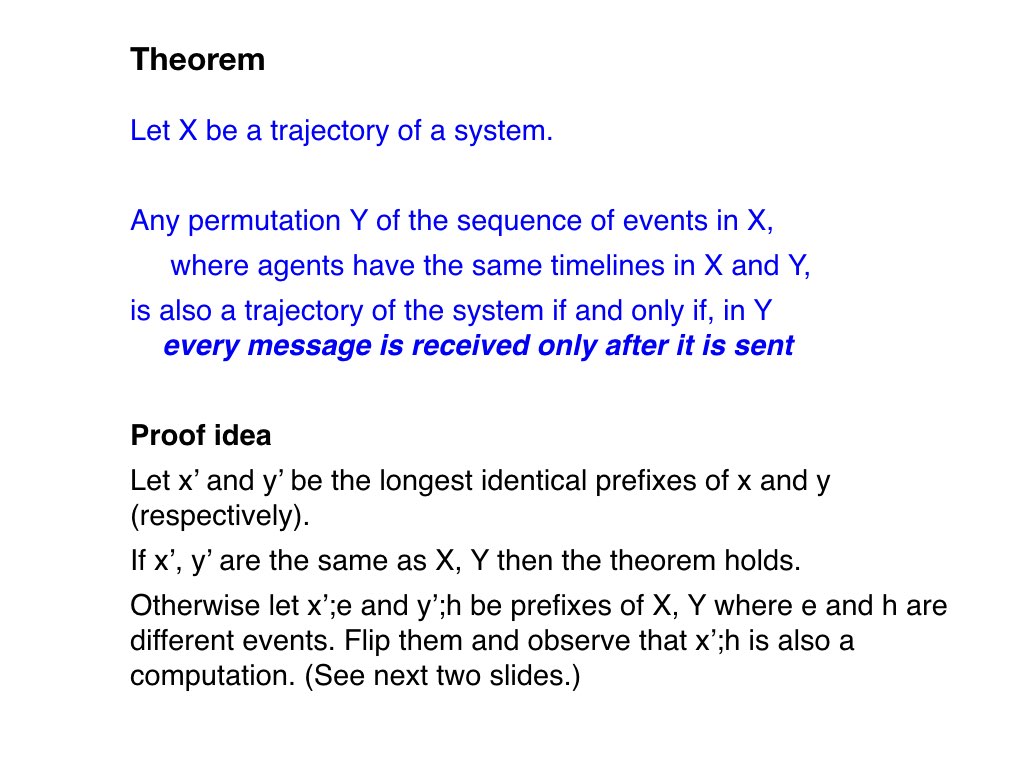 Theorem
Let X be a trajectory of a system.
Any permutation Y of the sequence of events in X,
where agents have the same timelines in X and Y,
is also a trajectory of the system if and only if, in Y
every message is received only after it is sent
Proof idea
Let x’ and y’ be the longest identical prefixes of x and y
(respectively).
If x’, y’ are the same as X, Y then the theorem holds.
Otherwise let x’;e and y’;h be prefixes of X, Y where e and h are
different events. Flip them and observe that x’;h is also a
computation. (See next two slides.)